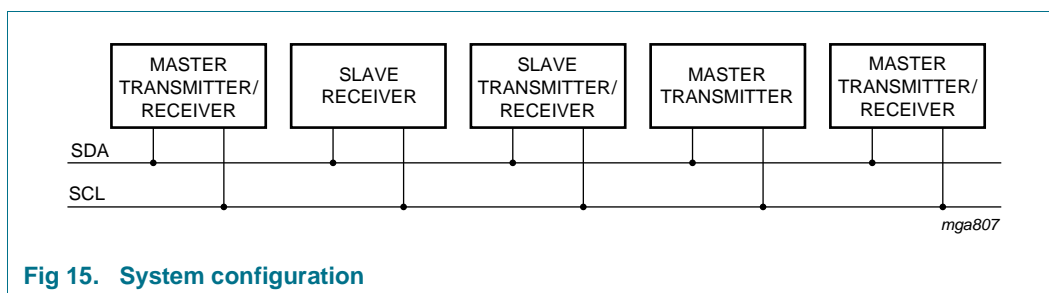 MASTER
TRANSMITTER/
RECEIVER
SLAVE
RECEIVER
SLAVE
TRANSMITTER/
RECEIVER
MASTER
TRANSMITTER
MASTER
TRANSMITTER/
RECEIVER
SDA
SCL
mga807
Fig 15. System configuration